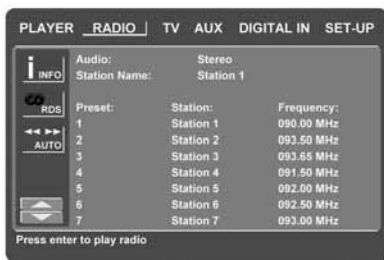 PLAYER RADIO TV AUX DIGITAL IN SET-UP
i INFO
RDS
AUTO
Audio: Stereo
Station Name: Station 1
Preset: Station: Frequency:
1 Station 1 090.00 MHz
2 Station 2 093.50 MHz
3 Station 3 093.65 MHz
4 Station 4 091.50 MHz
5 Station 5 092.00 MHz
6 Station 6 092.50 MHz
7 Station 7 093.00 MHz
Press enter to play radio